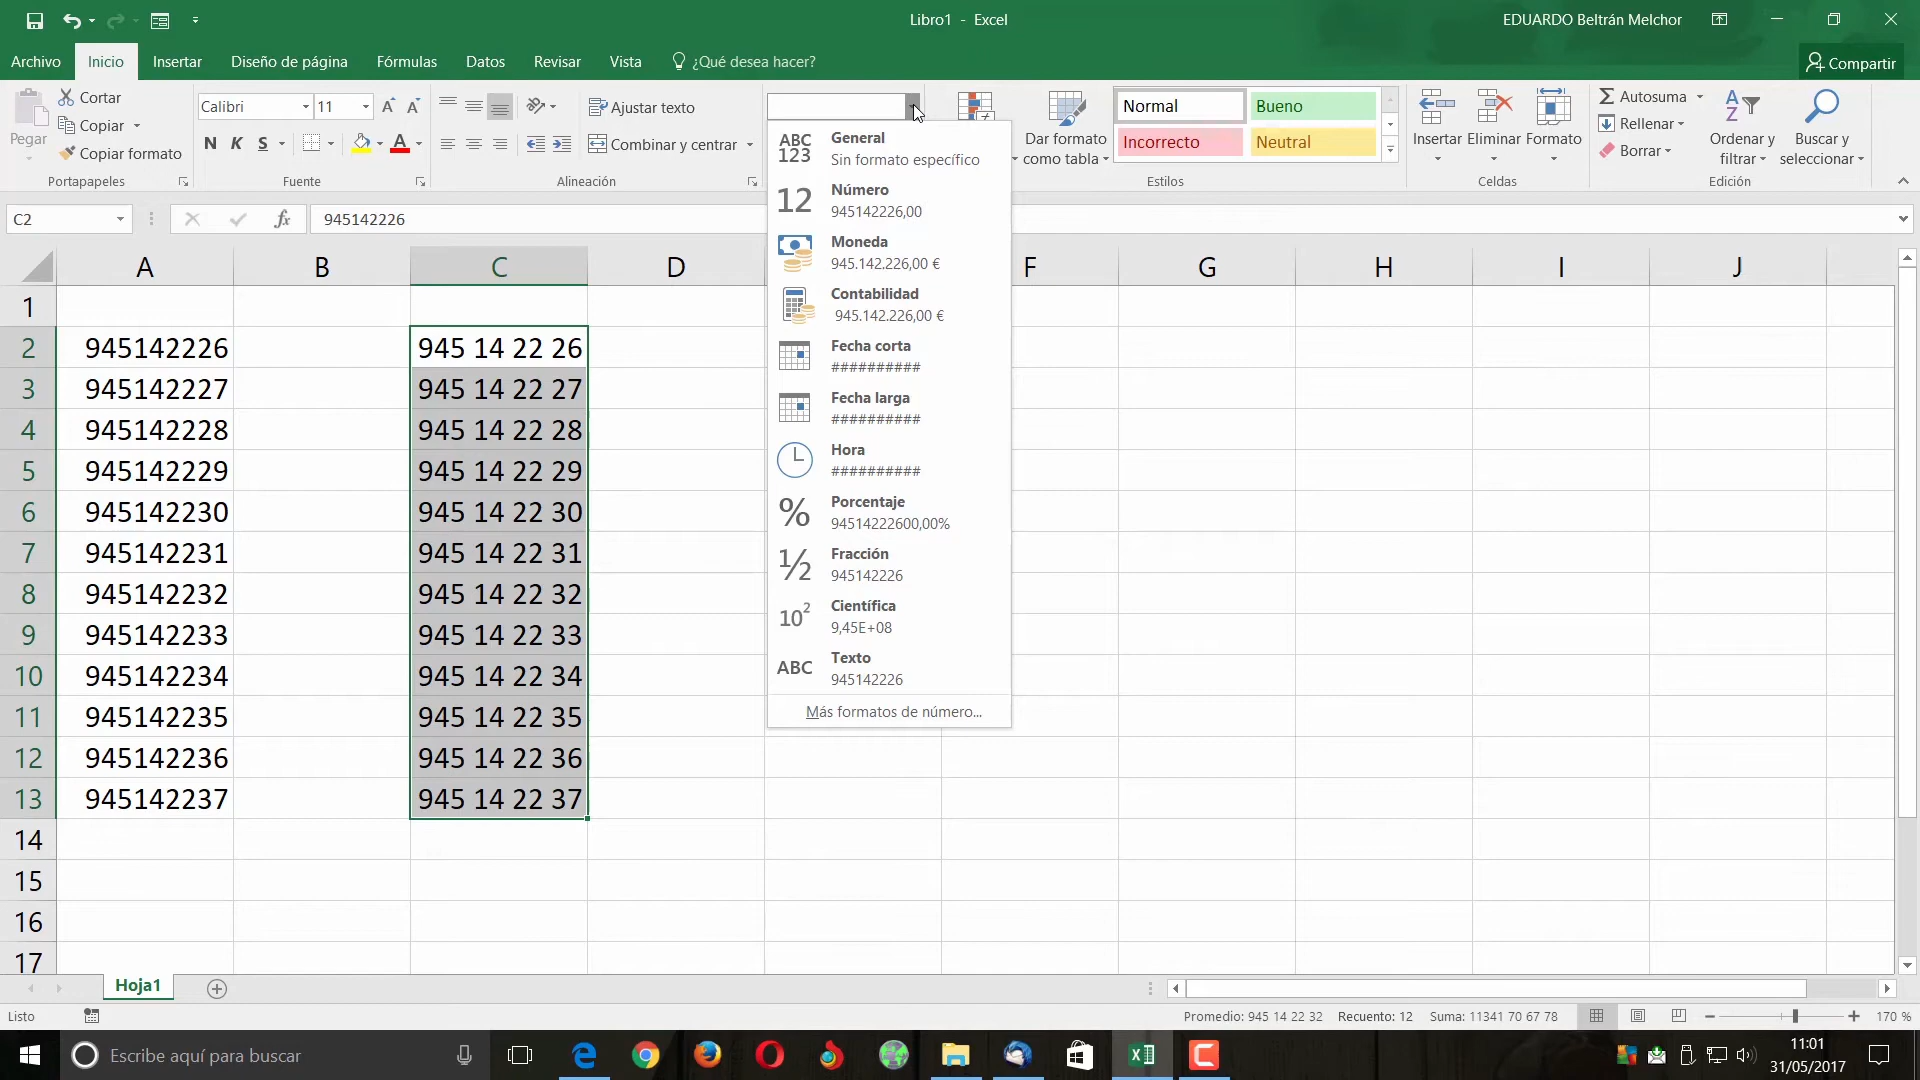 Libro1 - Excel
EDUARDO Beltrán Melchor
Archivo Inicio Insertar Diseño de página Fórmulas Datos Revisar Vista ¿Qué desea hacer? Compartir
Pegar
Cortar
Copiar
Copiar formato
Portapapeles
Calibri 11
N K S
Fuente
Ajustar texto
Combinar y centrar
Alineación
Dar formato
como tabla
Normal Bueno
Incorrecto Neutral
Estilos
Insertar Eliminar Formato
Celdas
Autosuma
Rellenar
Borrar
Ordenar y
filtrar
Buscar y
seleccionar
Edición
C2 fx 945142226
ABC
123
General
Sin formato específico
12
Número
945142226,00
Moneda
945.142.226,00 €
Contabilidad
945.142.226,00 €
Fecha corta
##########
Fecha larga
##########
Hora
##########
%
Porcentaje
94514222600,00%
½
Fracción
945142226
10²
Científica
9,45E+08
ABC
Texto
945142226
Más formatos de número...
A B C D F G H I J
1
2 945142226 945 14 22 26
3 945142227 945 14 22 27
4 945142228 945 14 22 28
5 945142229 945 14 22 29
6 945142230 945 14 22 30
7 945142231 945 14 22 31
8 945142232 945 14 22 32
9 945142233 945 14 22 33
10 945142234 945 14 22 34
11 945142235 945 14 22 35
12 945142236 945 14 22 36
13 945142237 945 14 22 37
14
15
16
17
Hoja1
Listo
Promedio: 945 14 22 32 Recuento: 12 Suma: 11341 70 67 78 170 %
Escribe aquí para buscar
11:01
31/05/2017